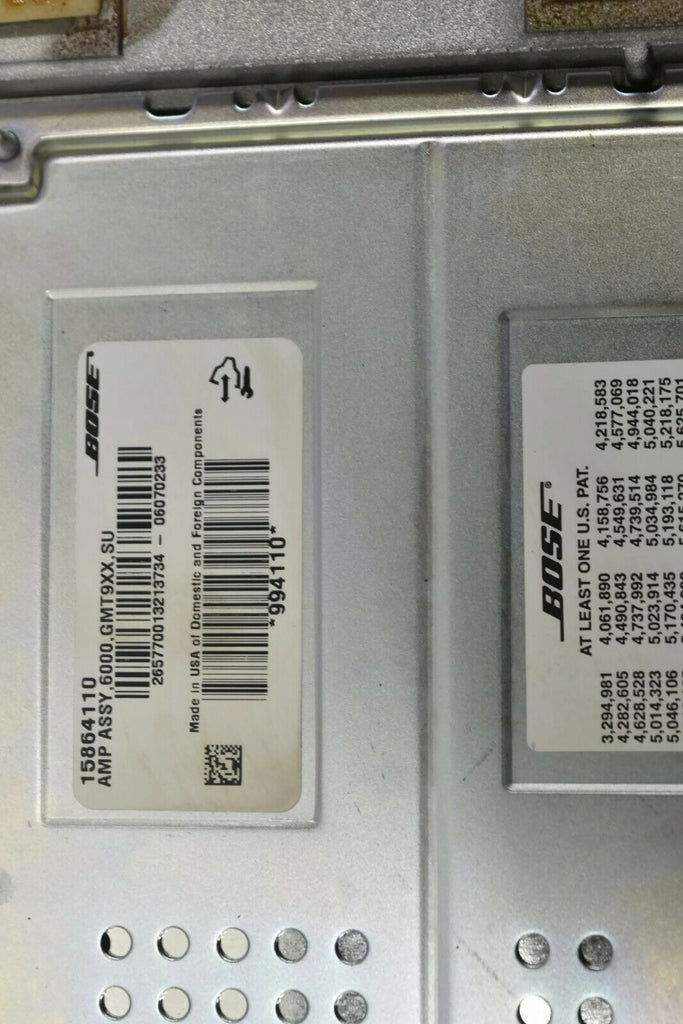 BOSE
15864110
AMP ASSY,6000,GMT9XX,SU
265770013213734 - 06070233
Made in USA of Domestic and Foreign Components
*994110*
BOSE®
AT LEAST ONE U.S. PAT.
3,294,981 4,061,890 4,158,756 4,218,583
4,282,605 4,490,843 4,549,631 4,577,069
4,628,528 4,737,992 4,739,514 4,944,018
5,014,323 5,023,914 5,034,984 5,040,221
5,046,106 5,170,435 5,193,118 5,218,175